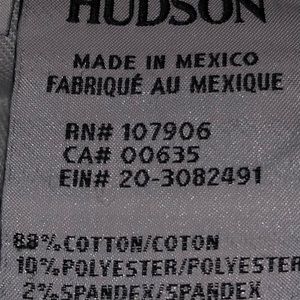 HUDSON
MADE IN MEXICO
FABRIQUÉ AU MEXIQUE
RN# 107906
CA# 00635
EIN# 20-3082491
88% COTTON/COTON
10% POLYESTER/POLYESTER
2% SPANDEX/SPANDEX